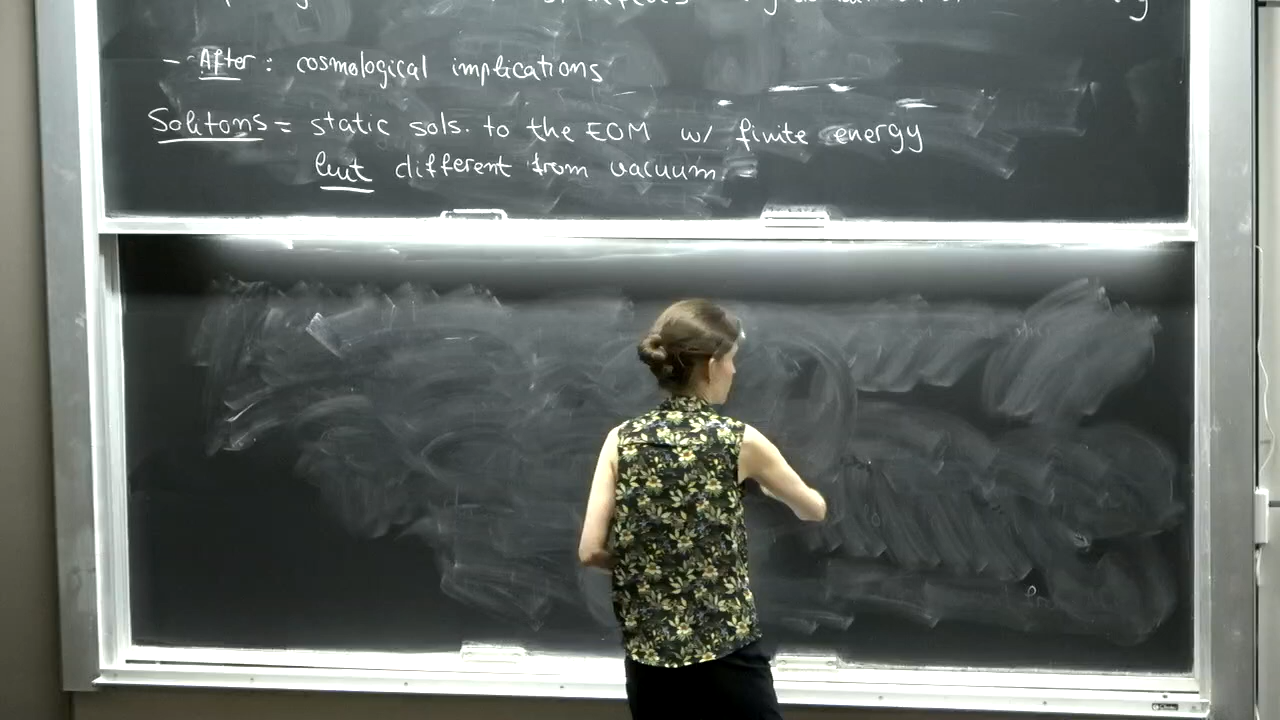 - After: cosmological implications
Solitons = static sols. to the EOM w/ finite energy
but different from vacuum.